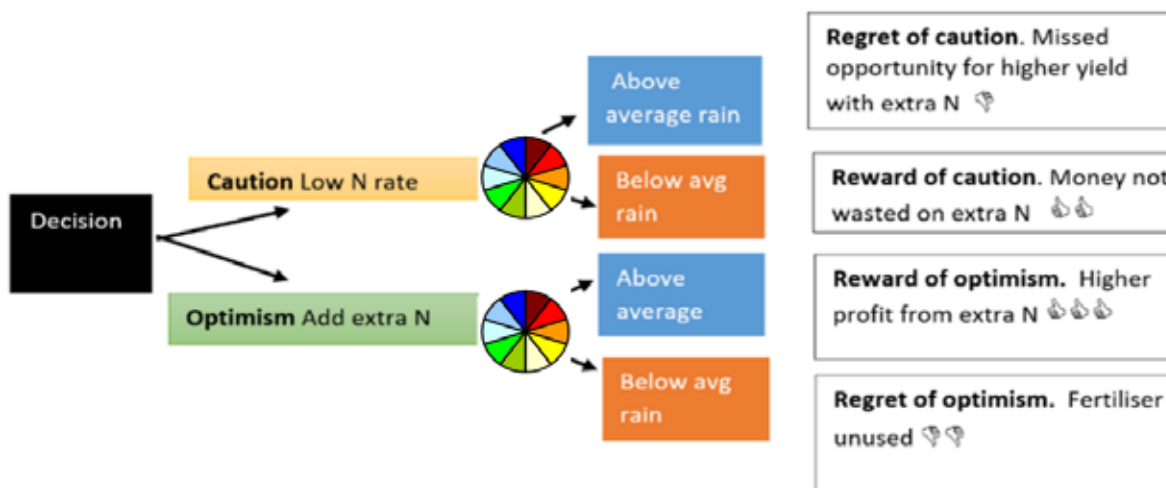 Decision
Caution Low N rate
Above
average rain
Regret of caution. Missed
opportunity for higher yield
with extra N 👎
Below avg
rain
Reward of caution. Money not
wasted on extra N 👍👍
Optimism Add extra N
Above
average
Reward of optimism. Higher
profit from extra N 👍👍👍
Below avg
rain
Regret of optimism. Fertiliser
unused 👎👎